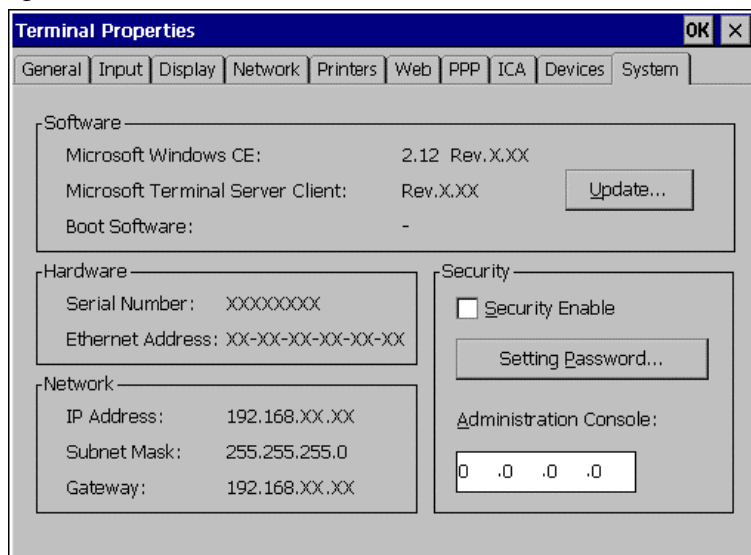 Terminal Properties OK ×
General Input Display Network Printers Web PPP ICA Devices System
Software
Microsoft Windows CE: 2.12 Rev.X.XX
Microsoft Terminal Server Client: Rev.X.XX Update...
Boot Software: -
Hardware
Serial Number: XXXXXXXX
Ethernet Address: XX-XX-XX-XX-XX-XX
Network
IP Address: 192.168.XX.XX
Subnet Mask: 255.255.255.0
Gateway: 192.168.XX.XX
Security
Security Enable
Setting Password...
Administration Console:
0 .0 .0 .0